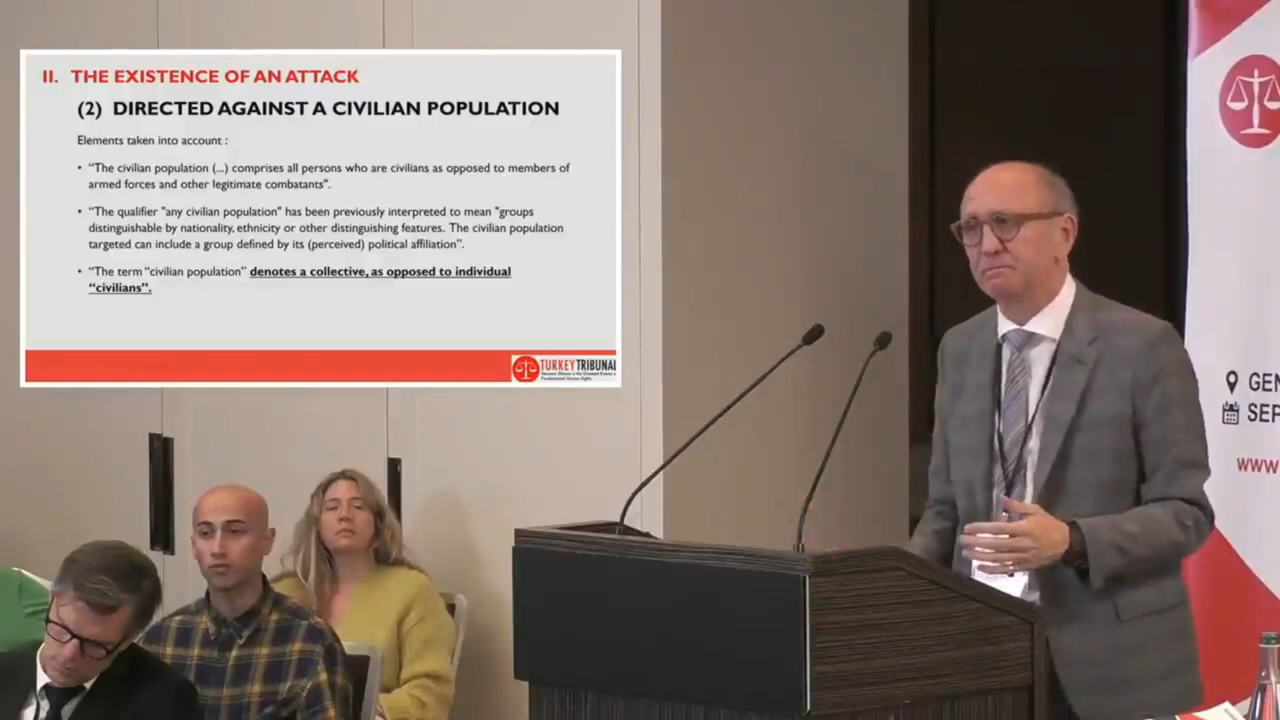 II. THE EXISTENCE OF AN ATTACK
(2) DIRECTED AGAINST A CIVILIAN POPULATION
Elements taken into account :
• “The civilian population (...) comprises all persons who are civilians as opposed to members of
armed forces and other legitimate combatants".
• “The qualifier "any civilian population" has been previously interpreted to mean "groups
distinguishable by nationality, ethnicity or other distinguishing features. The civilian population
targeted can include a group defined by its (perceived) political affiliation”.
• “The term “civilian population” denotes a collective, as opposed to individual
“civilians”.
TURKEY TRIBUNAL
Fundamental Human Rights
GEN
SEP
www.